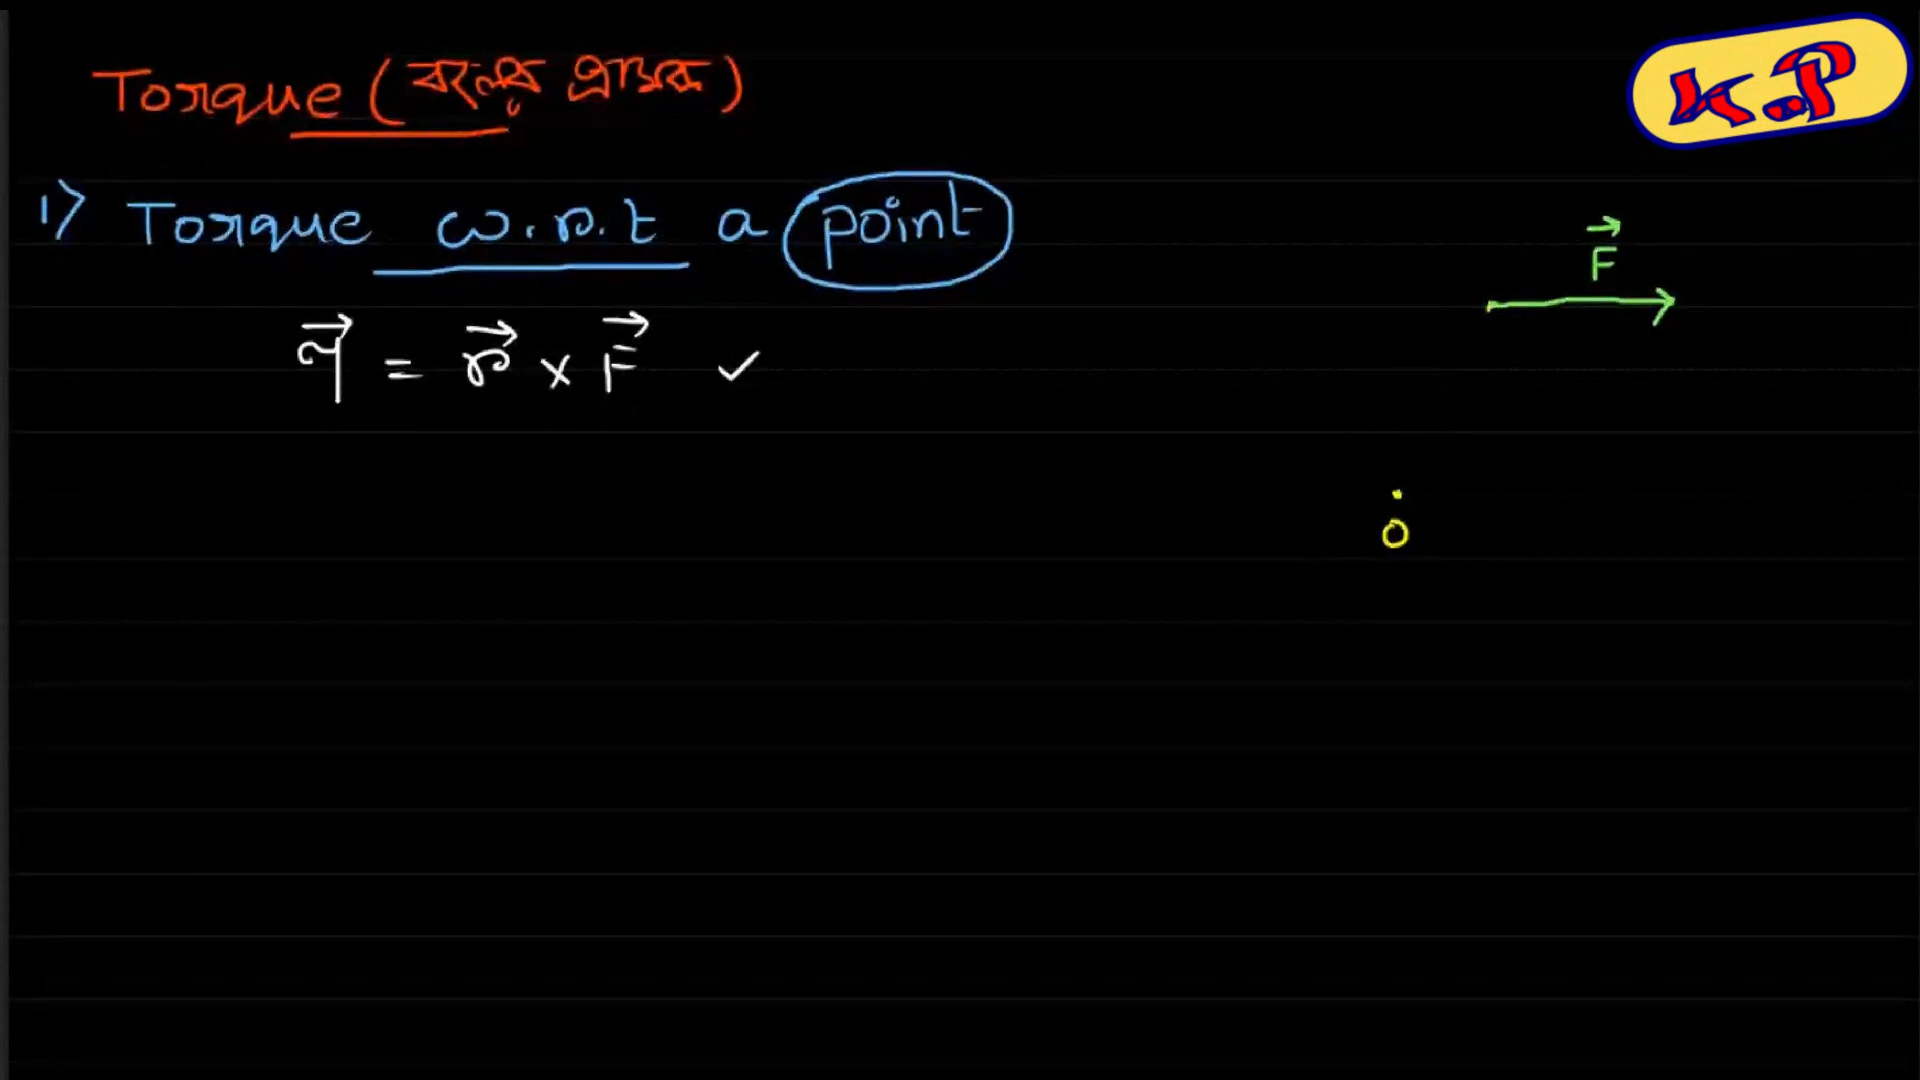 Torque (বলের ভ্রামক)
K.P
1) Torque w.r.t a point
F⃗
τ⃗ = r⃗ × F⃗ ✓
O